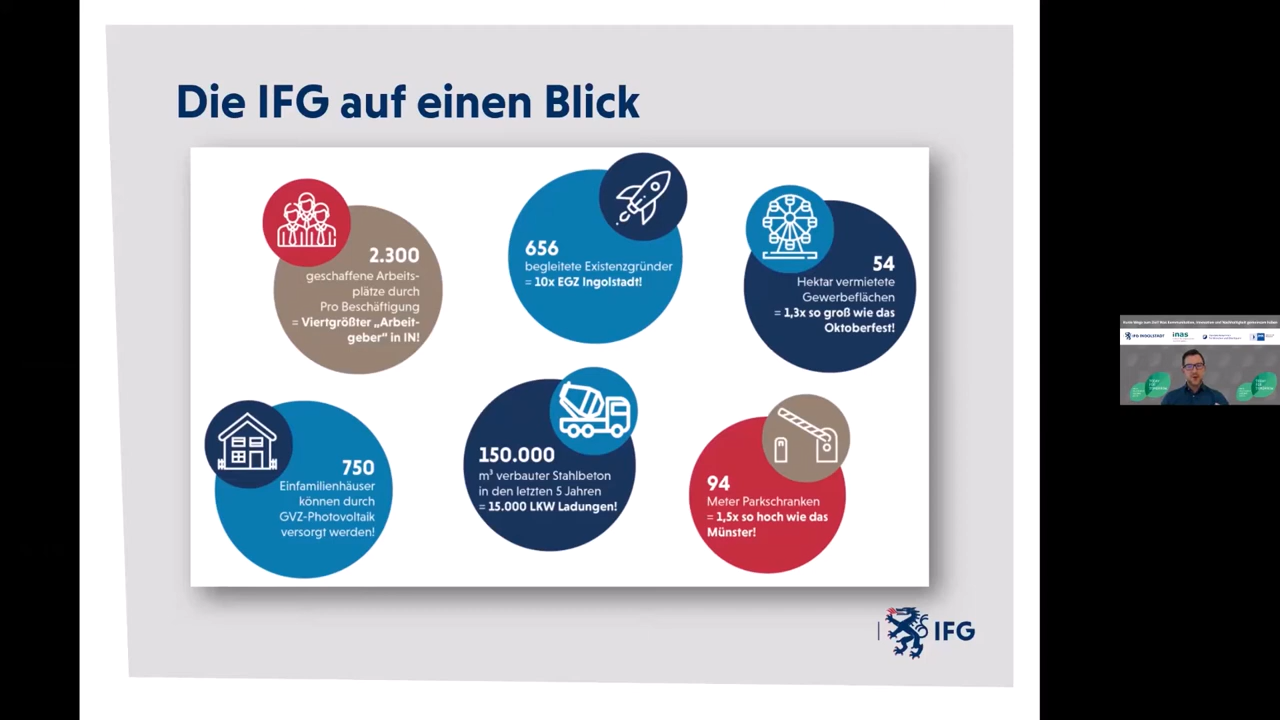 Die IFG auf einen Blick
2.300
geschaffene Arbeits-
plätze durch
Pro Beschäftigung
= Viertgrößter „Arbeit-
geber“ in IN!
656
begleitete Existenzgründer
= 10x EGZ Ingolstadt!
54
Hektar vermietete
Gewerbeflächen
= 1,3x so groß wie das
Oktoberfest!
750
Einfamilienhäuser
können durch
GVZ-Photovoltaik
versorgt werden!
150.000
m³ verbauter Stahlbeton
in den letzten 5 Jahren
= 15.000 LKW Ladungen!
94
Meter Parkschranken
= 1,5x so hoch wie das
Münster!
IFG
IFG INGOLSTADT
inas